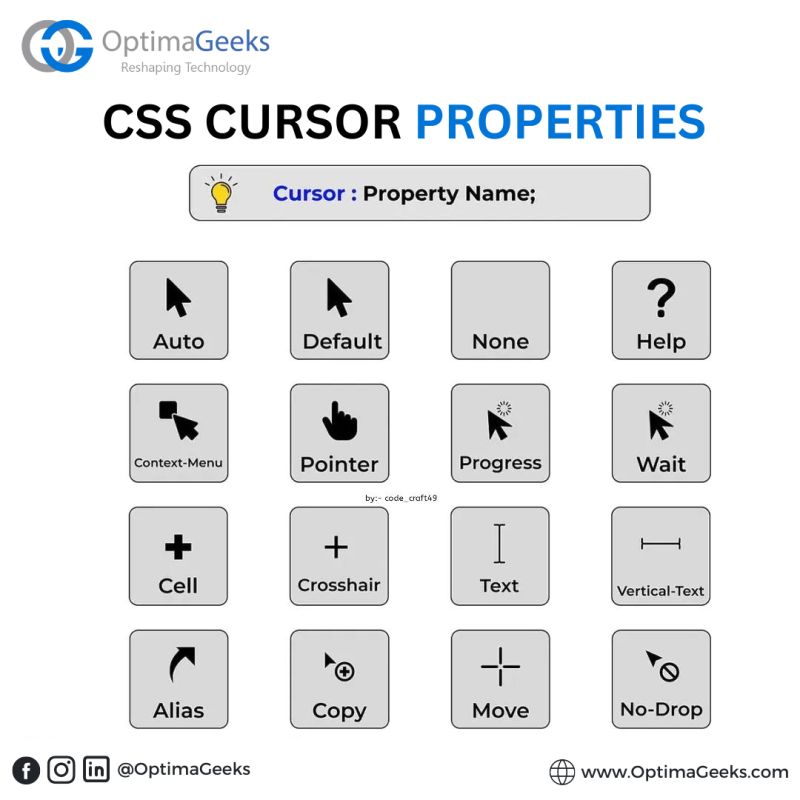 OptimaGeeks
Reshaping Technology
CSS CURSOR PROPERTIES
Cursor : Property Name;
Auto
Default
None
Help
Context-Menu
Pointer
Progress
Wait
by:- code_craft49
Cell
Crosshair
Text
Vertical-Text
Alias
Copy
Move
No-Drop
@OptimaGeeks
www.OptimaGeeks.com